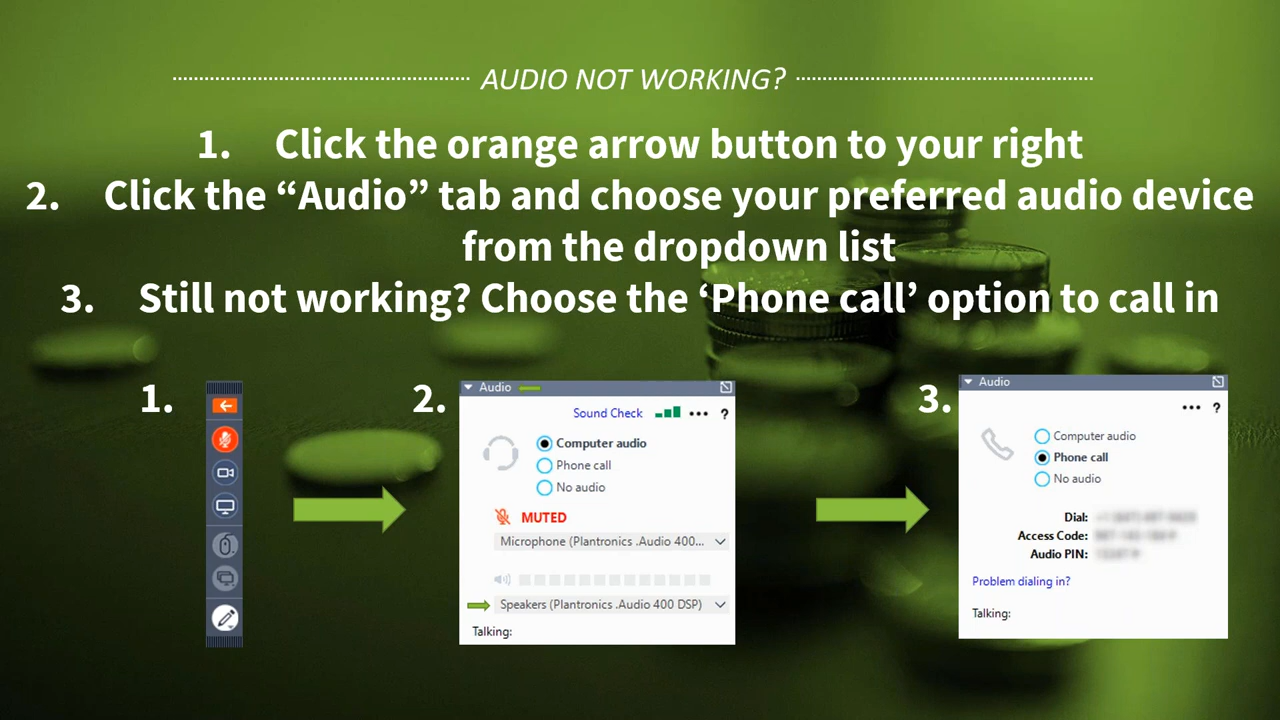 AUDIO NOT WORKING?
1. Click the orange arrow button to your right
2. Click the “Audio” tab and choose your preferred audio device
from the dropdown list
3. Still not working? Choose the ‘Phone call’ option to call in
1.
2.
Audio
Sound Check ••• ?
Computer audio
Phone call
No audio
MUTED
Microphone (Plantronics .Audio 400...
Speakers (Plantronics .Audio 400 DSP)
Talking:
3.
Audio
••• ?
Computer audio
Phone call
No audio
Dial:
Access Code:
Audio PIN:
Problem dialing in?
Talking: